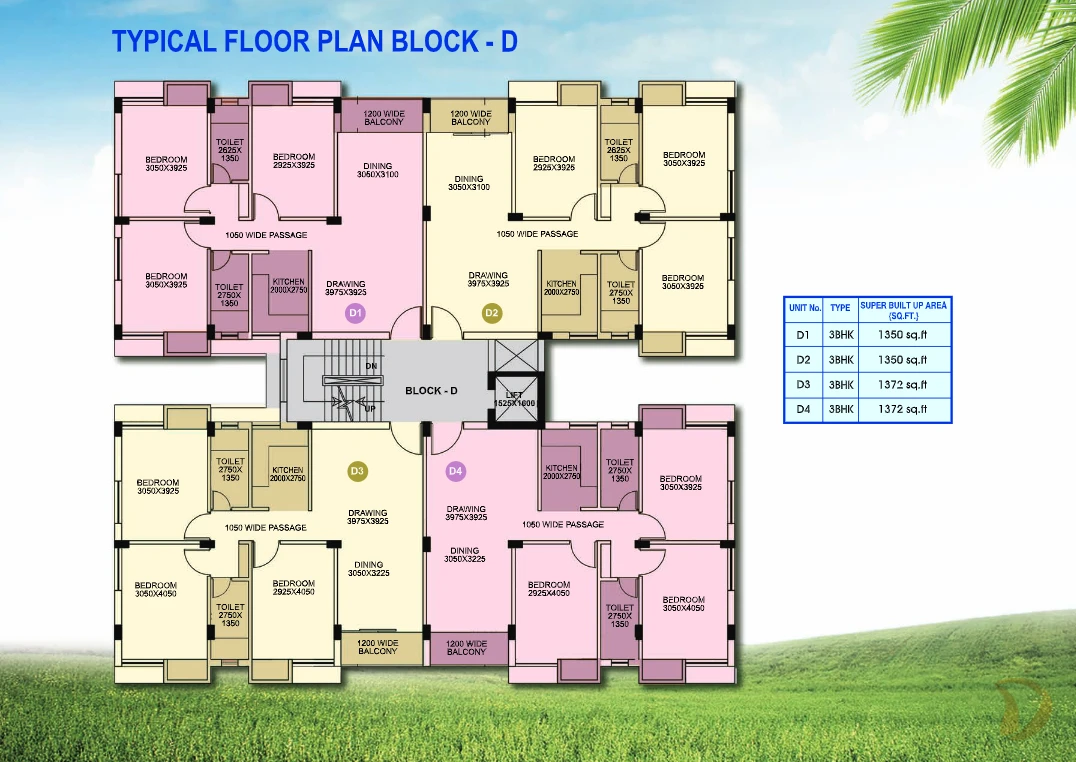 TYPICAL FLOOR PLAN BLOCK - D
1200 WIDE
BALCONY
1200 WIDE
BALCONY
BEDROOM
3050X3925
TOILET
2625X
1350
BEDROOM
2925X3925
DINING
3050X3100
DINING
3050X3100
BEDROOM
2925X3925
TOILET
2625X
1350
BEDROOM
3050X3925
1050 WIDE PASSAGE
1050 WIDE PASSAGE
BEDROOM
3050X3925
TOILET
2750X
1350
KITCHEN
2000X2750
DRAWING
3975X3925
D1
DRAWING
3975X3925
D2
KITCHEN
2000X2750
TOILET
2750X
1350
BEDROOM
3050X3925
DN
UP
BLOCK - D
LIFT
1525X1600
BEDROOM
3050X3925
TOILET
2750X
1350
KITCHEN
2000X2750
D3
D4
KITCHEN
2000X2750
TOILET
2750X
1350
BEDROOM
3050X3925
DRAWING
3975X3925
DRAWING
3975X3925
1050 WIDE PASSAGE
1050 WIDE PASSAGE
BEDROOM
3050X4050
TOILET
2750X
1350
BEDROOM
2925X4050
DINING
3050X3225
DINING
3050X3225
BEDROOM
2925X4050
TOILET
2750X
1350
BEDROOM
3050X4050
1200 WIDE
BALCONY
1200 WIDE
BALCONY
UNIT No. TYPE SUPER BUILT UP AREA
{SQ.FT.}
D1 3BHK 1350 sq.ft
D2 3BHK 1350 sq.ft
D3 3BHK 1372 sq.ft
D4 3BHK 1372 sq.ft